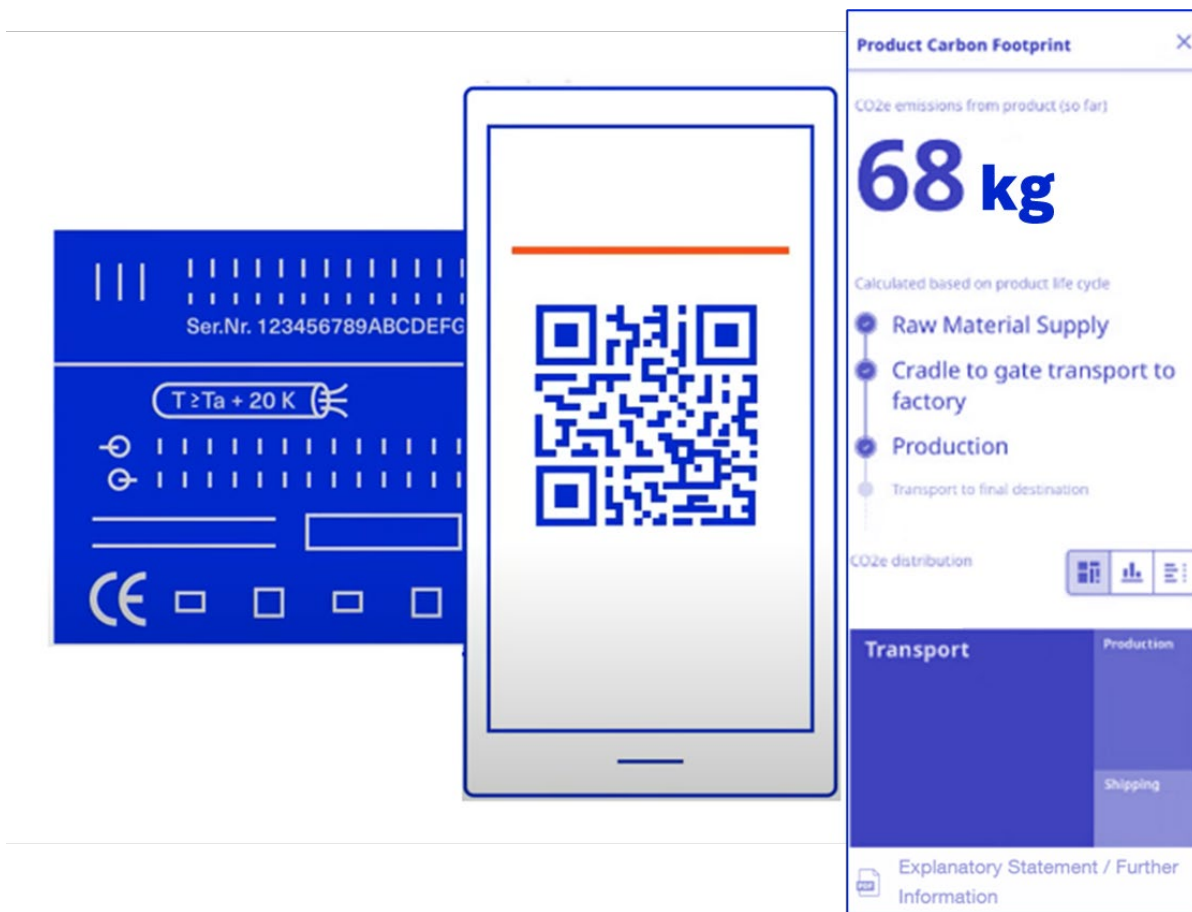 Ser.Nr. 123456789ABCDEFG
T ≥Ta + 20 K
CE
Product Carbon Footprint
CO2e emissions from product (so far)
68 kg
Calculated based on product life cycle
Raw Material Supply
Cradle to gate transport to
factory
Production
Transport to final destination
CO2e distribution
Transport
Production
Shipping
PDF
Explanatory Statement / Further
Information